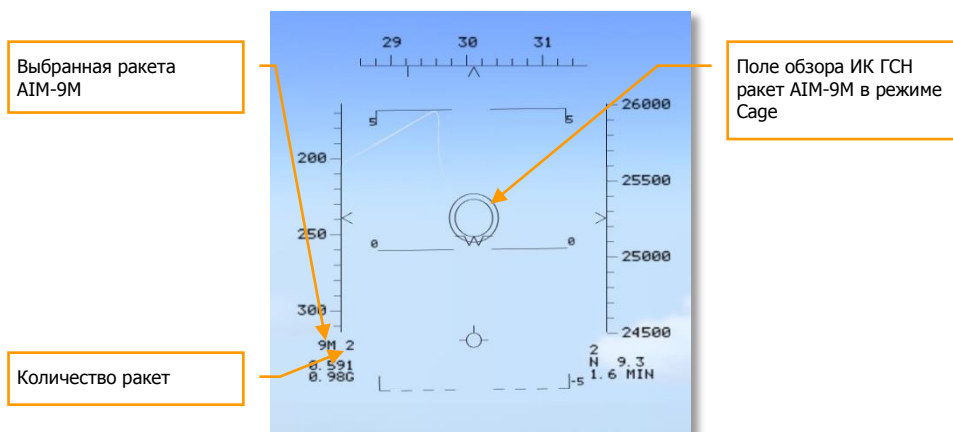 Выбранная ракета
AIM-9M
Количество ракет
29 30 31
5 5
200
250
300
0 0
26000
25500
25000
24500
9M 2
0.591
0.98G
2
N 9.3
1.6 MIN
-5
Поле обзора ИК ГСН
ракет AIM-9M в режиме
Cage